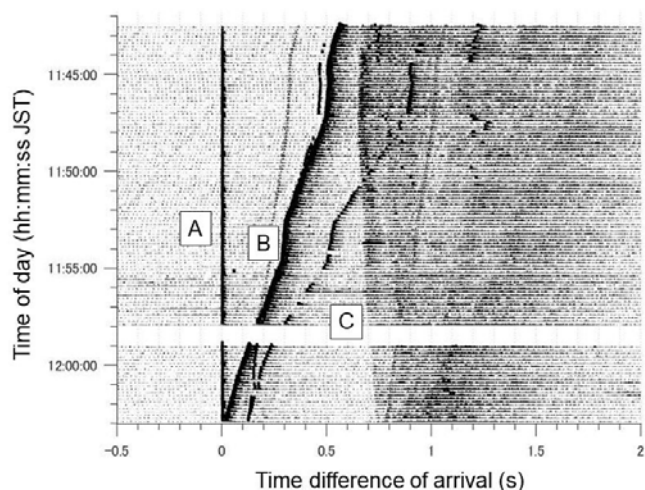 Time of day (hh:mm:ss JST)
11:45:00
11:50:00
11:55:00
12:00:00
A
B
C
-0.5
0
0.5
1
1.5
2
Time difference of arrival (s)